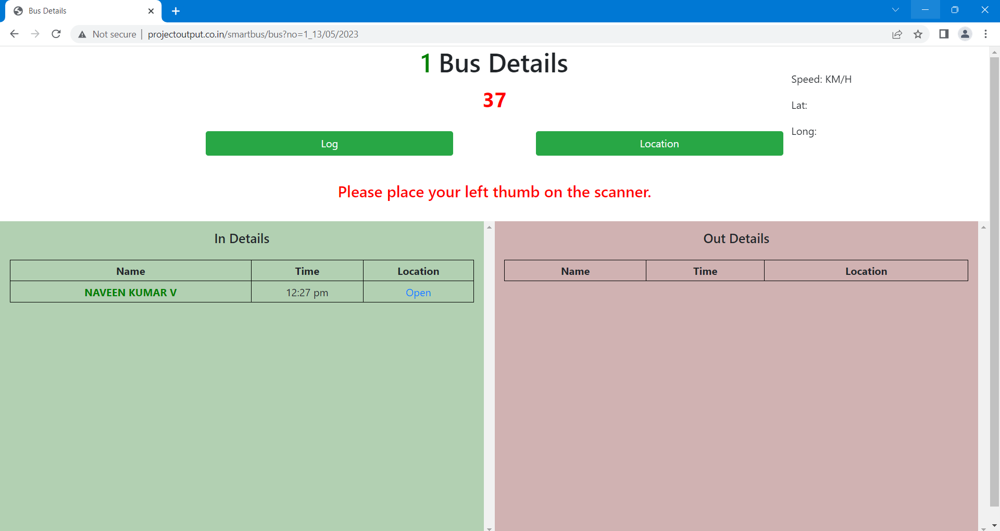 Bus Details
Not secure projectoutput.co.in/smartbus/bus?no=1_13/05/2023
1 Bus Details
37
Speed: KM/H
Lat:
Long:
Log Location
Please place your left thumb on the scanner.
In Details
Name Time Location
NAVEEN KUMAR V 12:27 pm Open
Out Details
Name Time Location